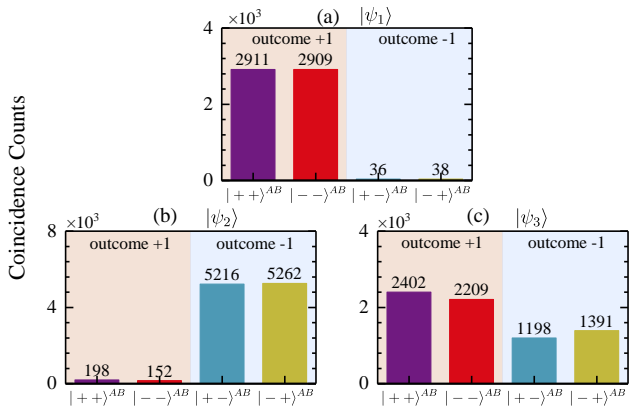 (a) |ψ₁⟩
×10³
4
2
0
outcome +1 outcome -1
2911 2909 36 38
|++⟩ᴬᴮ |−−⟩ᴬᴮ |+−⟩ᴬᴮ |−+⟩ᴬᴮ
Coincidence Counts
(b) |ψ₂⟩
×10³
8
4
0
outcome +1 outcome -1
198 152 5216 5262
|++⟩ᴬᴮ |−−⟩ᴬᴮ |+−⟩ᴬᴮ |−+⟩ᴬᴮ
(c) |ψ₃⟩
×10³
4
2
0
outcome +1 outcome -1
2402 2209 1198 1391
|++⟩ᴬᴮ |−−⟩ᴬᴮ |+−⟩ᴬᴮ |−+⟩ᴬᴮ